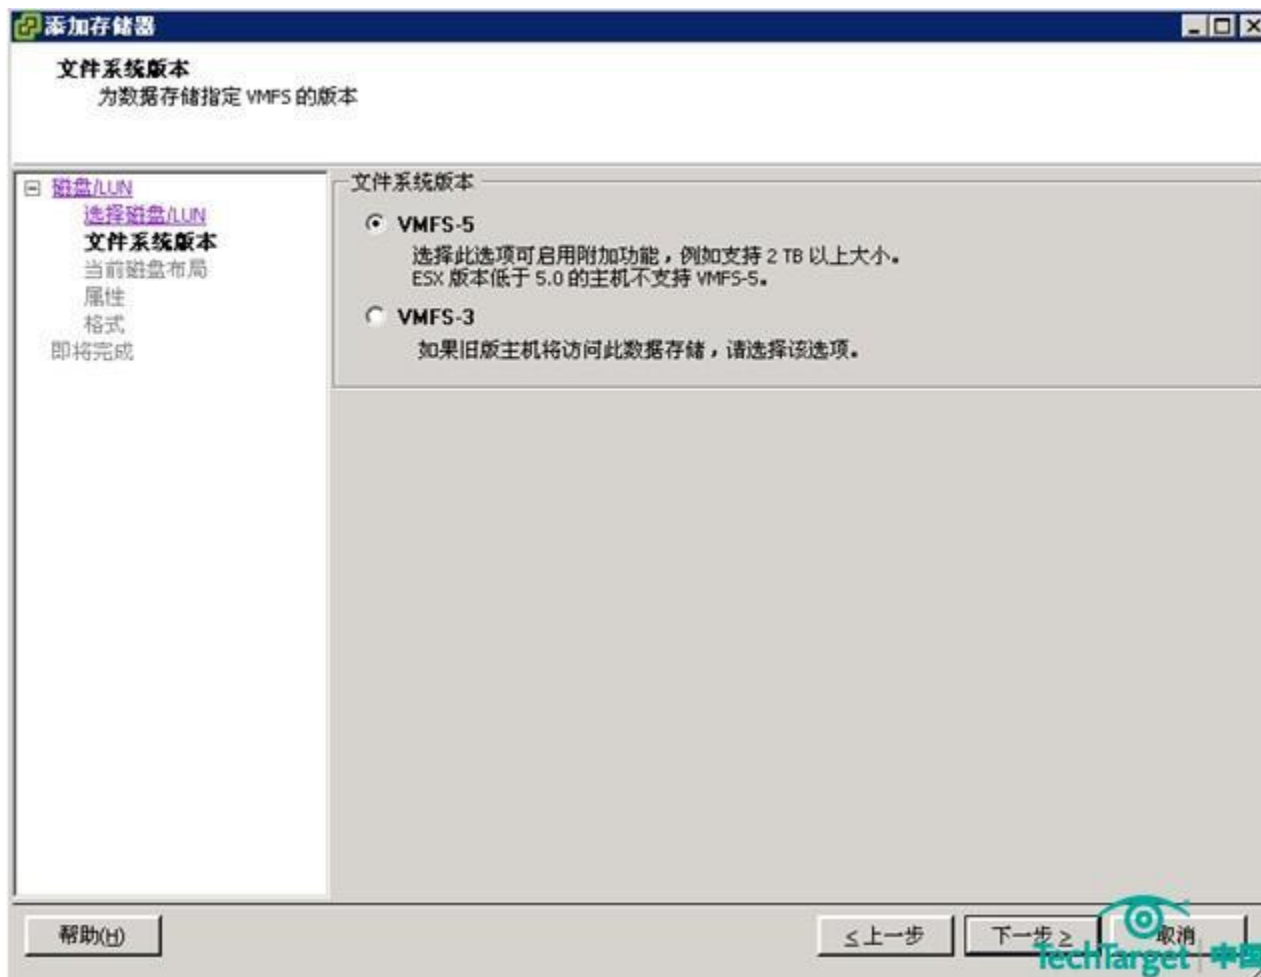 添加存储器
文件系统版本
为数据存储指定 VMFS 的版本
磁盘/LUN
选择磁盘/LUN
文件系统版本
当前磁盘布局
属性
格式
即将完成
文件系统版本
VMFS-5
选择此选项可启用附加功能，例如支持 2 TB 以上大小。
ESX 版本低于 5.0 的主机不支持 VMFS-5。
VMFS-3
如果旧版主机将访问此数据存储，请选择该选项。
帮助(H)
≤上一步
下一步 ≥
取消
TechTarget 中国